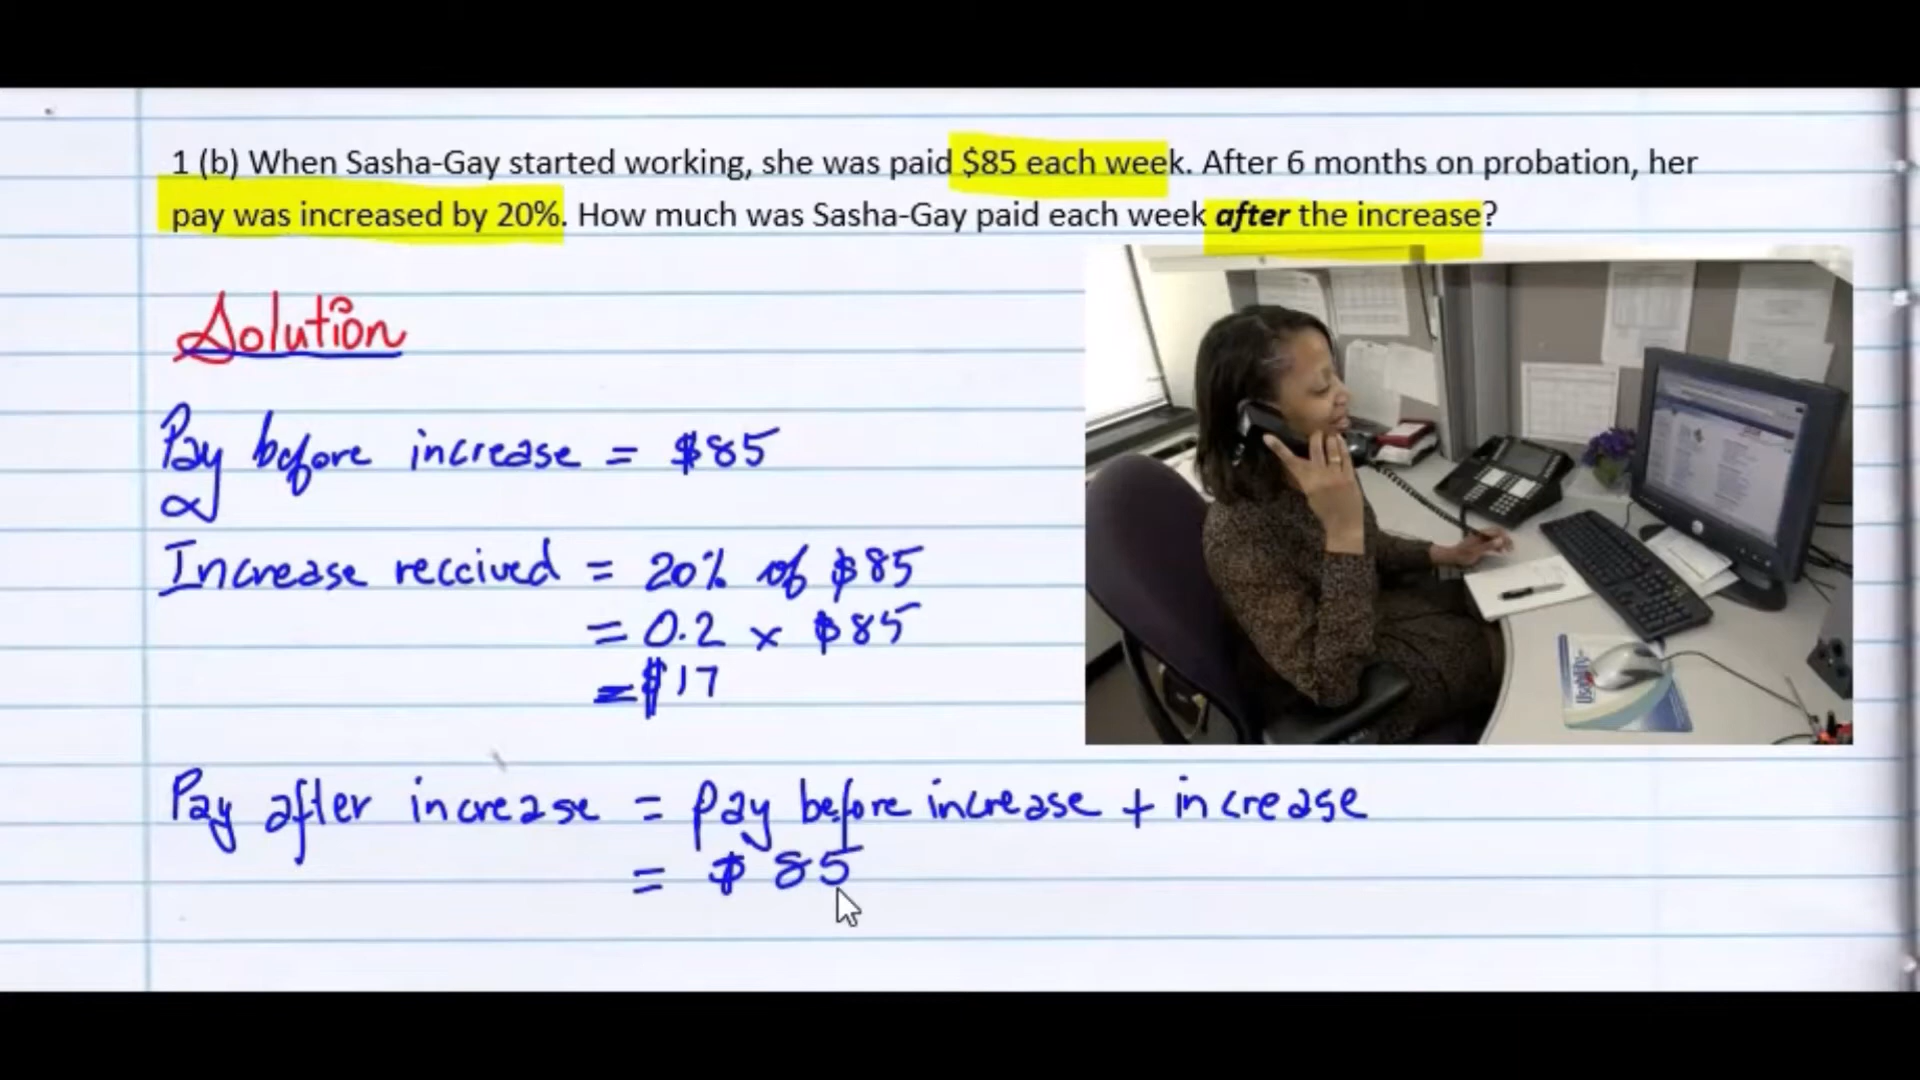 1 (b) When Sasha-Gay started working, she was paid $85 each week. After 6 months on probation, her
pay was increased by 20%. How much was Sasha-Gay paid each week after the increase?
Solution
Pay before increase = $85
Increase received = 20% of $85
= 0.2 x $85
= $17
Pay after increase = pay before increase + increase
= $85